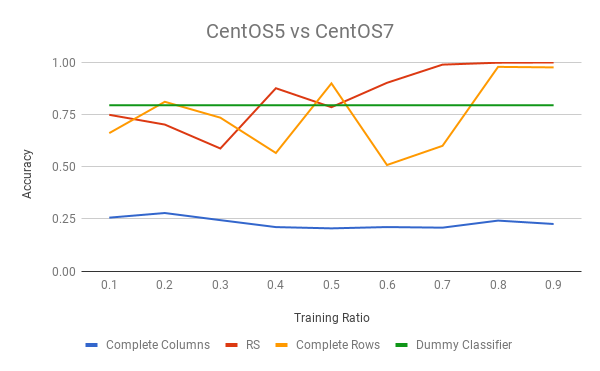 CentOS5 vs CentOS7
1.00
0.75
0.50
0.25
0.00
Accuracy
0.1 0.2 0.3 0.4 0.5 0.6 0.7 0.8 0.9
Training Ratio
Complete Columns RS Complete Rows Dummy Classifier